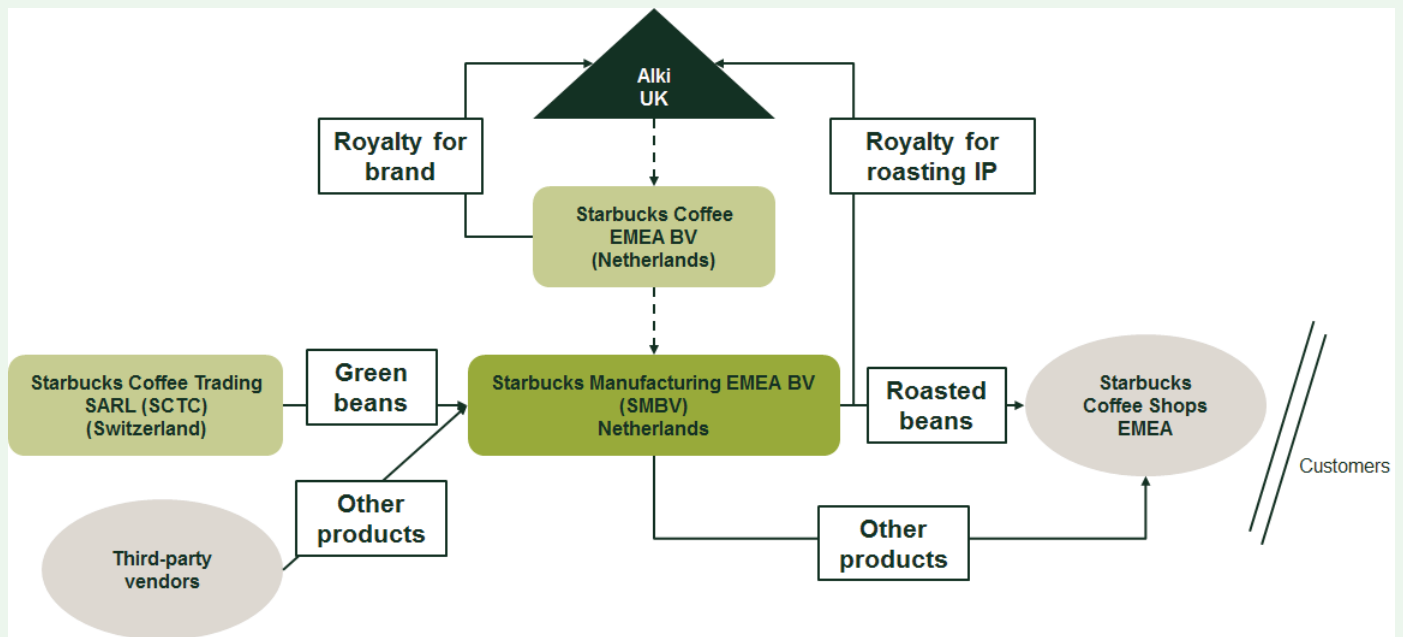 Alki
UK
Royalty for
brand
Royalty for
roasting IP
Starbucks Coffee
EMEA BV
(Netherlands)
Starbucks Coffee Trading
SARL (SCTC)
(Switzerland)
Green
beans
Starbucks Manufacturing EMEA BV
(SMBV)
Netherlands
Roasted
beans
Starbucks
Coffee Shops
EMEA
Customers
Other
products
Third-party
vendors
Other
products